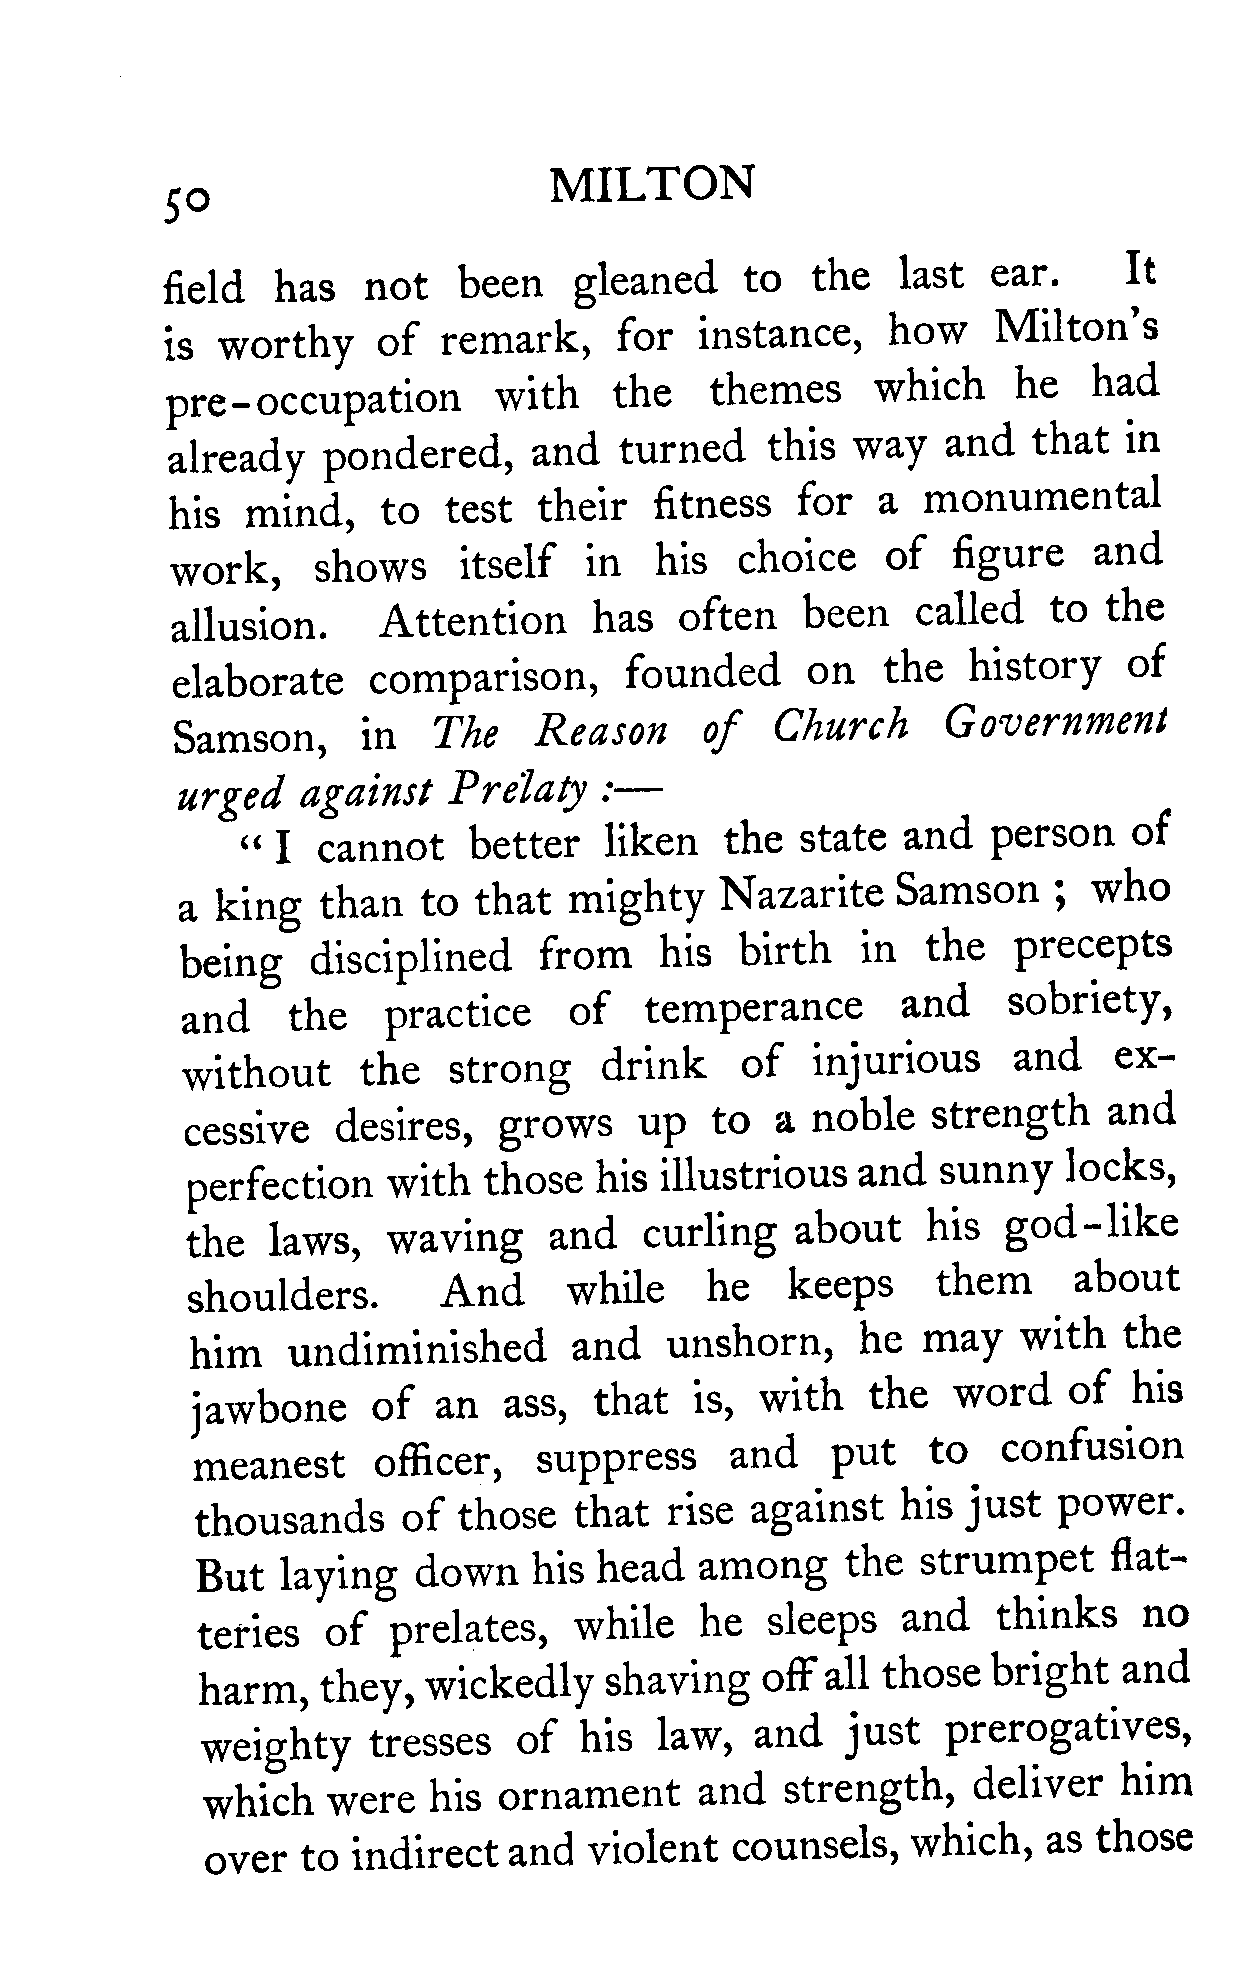 50 MILTON
field has not been gleaned to the last ear. It
is worthy of remark, for instance, how Milton's
pre-occupation with the themes which he had
already pondered, and turned this way and that in
his mind, to test their fitness for a monumental
work, shows itself in his choice of figure and
allusion. Attention has often been called to the
elaborate comparison, founded on the history of
Samson, in The Reason of Church Government
urged against Prelaty :—
“ I cannot better liken the state and person of
a king than to that mighty Nazarite Samson ; who
being disciplined from his birth in the precepts
and the practice of temperance and sobriety,
without the strong drink of injurious and ex-
cessive desires, grows up to a noble strength and
perfection with those his illustrious and sunny locks,
the laws, waving and curling about his god-like
shoulders. And while he keeps them about
him undiminished and unshorn, he may with the
jawbone of an ass, that is, with the word of his
meanest officer, suppress and put to confusion
thousands of those that rise against his just power.
But laying down his head among the strumpet flat-
teries of prelates, while he sleeps and thinks no
harm, they, wickedly shaving off all those bright and
weighty tresses of his law, and just prerogatives,
which were his ornament and strength, deliver him
over to indirect and violent counsels, which, as those